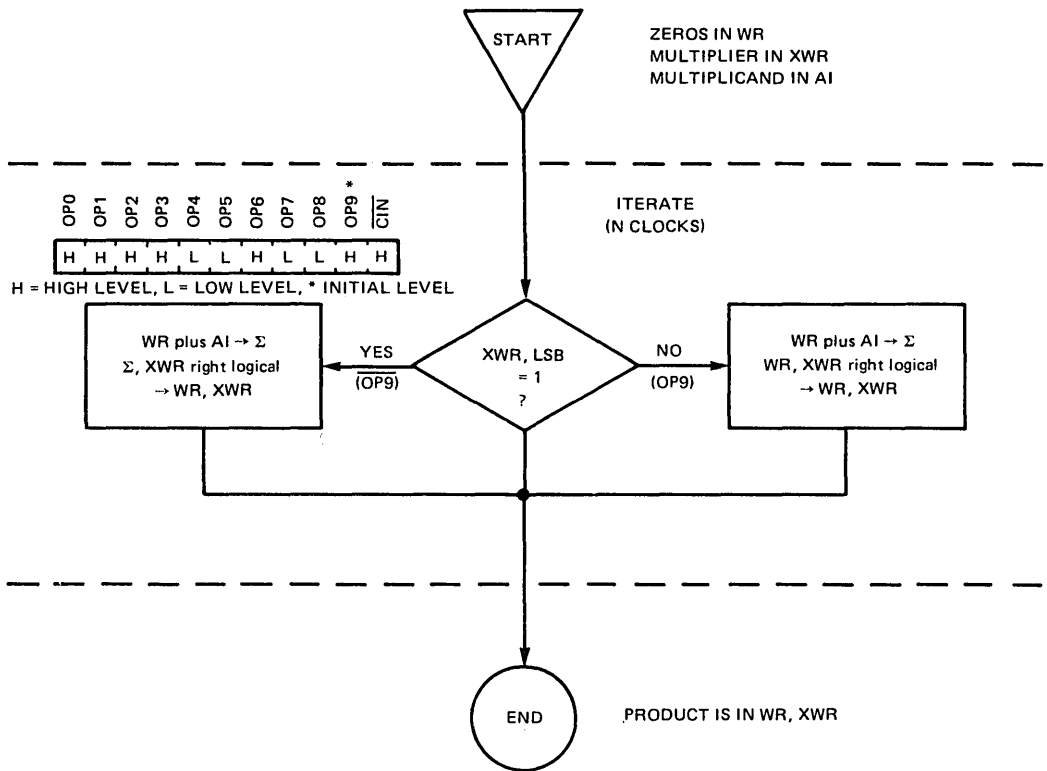 START
ZEROS IN WR
MULTIPLIER IN XWR
MULTIPLICAND IN AI
OP0 OP1 OP2 OP3 OP4 OP5 OP6 OP7 OP8 OP9* C̅I̅N̅
H H H H L L H L L H H
H = HIGH LEVEL, L = LOW LEVEL, * INITIAL LEVEL
ITERATE
(N CLOCKS)
WR plus AI → Σ
Σ, XWR right logical
→ WR, XWR
YES
(O̅P̅9̅)
XWR, LSB
= 1
?
NO
(OP9)
WR plus AI → Σ
WR, XWR right logical
→ WR, XWR
END
PRODUCT IS IN WR, XWR